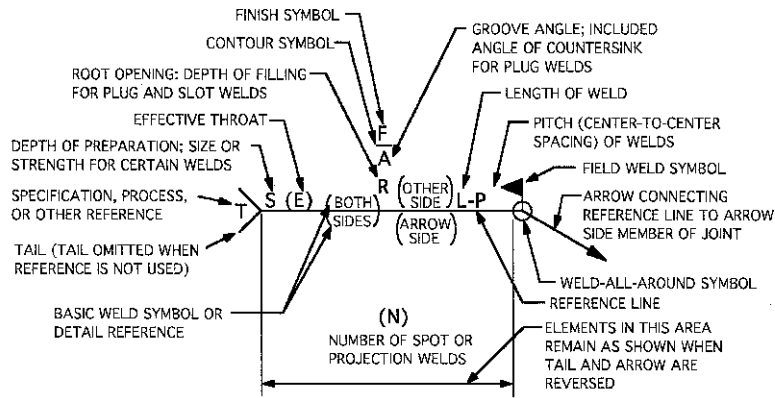 FINISH SYMBOL
CONTOUR SYMBOL
ROOT OPENING: DEPTH OF FILLING
FOR PLUG AND SLOT WELDS
EFFECTIVE THROAT
DEPTH OF PREPARATION; SIZE OR
STRENGTH FOR CERTAIN WELDS
SPECIFICATION, PROCESS,
OR OTHER REFERENCE
TAIL (TAIL OMITTED WHEN
REFERENCE IS NOT USED)
BASIC WELD SYMBOL OR
DETAIL REFERENCE
GROOVE ANGLE; INCLUDED
ANGLE OF COUNTERSINK
FOR PLUG WELDS
LENGTH OF WELD
PITCH (CENTER-TO-CENTER
SPACING) OF WELDS
FIELD WELD SYMBOL
ARROW CONNECTING
REFERENCE LINE TO ARROW
SIDE MEMBER OF JOINT
WELD-ALL-AROUND SYMBOL
REFERENCE LINE
ELEMENTS IN THIS AREA
REMAIN AS SHOWN WHEN
TAIL AND ARROW ARE
REVERSED
F
A
R
T
S (E)
(BOTH
SIDES)
(OTHER
SIDE)
L-P
(ARROW
SIDE)
(N)
NUMBER OF SPOT OR
PROJECTION WELDS